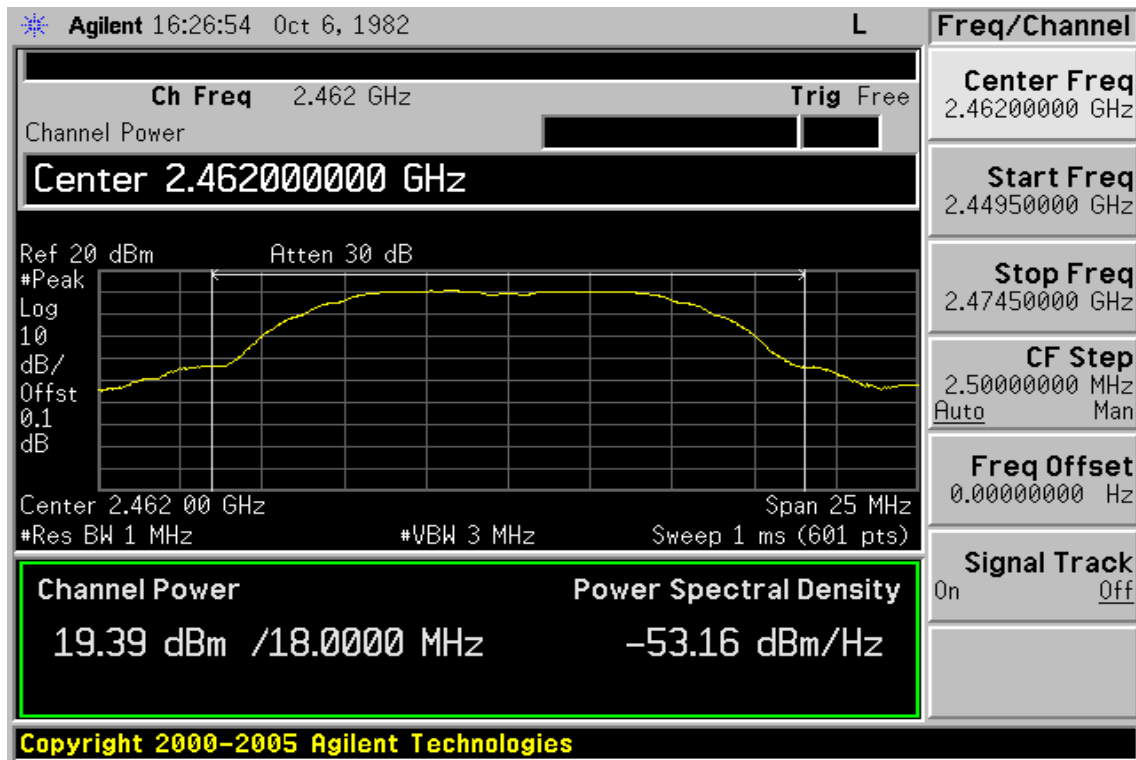 Agilent 16:26:54 Oct 6, 1982 L
Freq/Channel
Ch Freq 2.462 GHz Trig Free
Channel Power
Center 2.462000000 GHz
Ref 20 dBm Atten 30 dB
#Peak
Log
10
dB/
Offst
0.1
dB
Center 2.462 00 GHz Span 25 MHz
#Res BW 1 MHz #VBW 3 MHz Sweep 1 ms (601 pts)
Channel Power Power Spectral Density
19.39 dBm /18.0000 MHz -53.16 dBm/Hz
Copyright 2000-2005 Agilent Technologies
Center Freq
2.46200000 GHz
Start Freq
2.44950000 GHz
Stop Freq
2.47450000 GHz
CF Step
2.50000000 MHz
Auto Man
Freq Offset
0.00000000 Hz
Signal Track
On Off